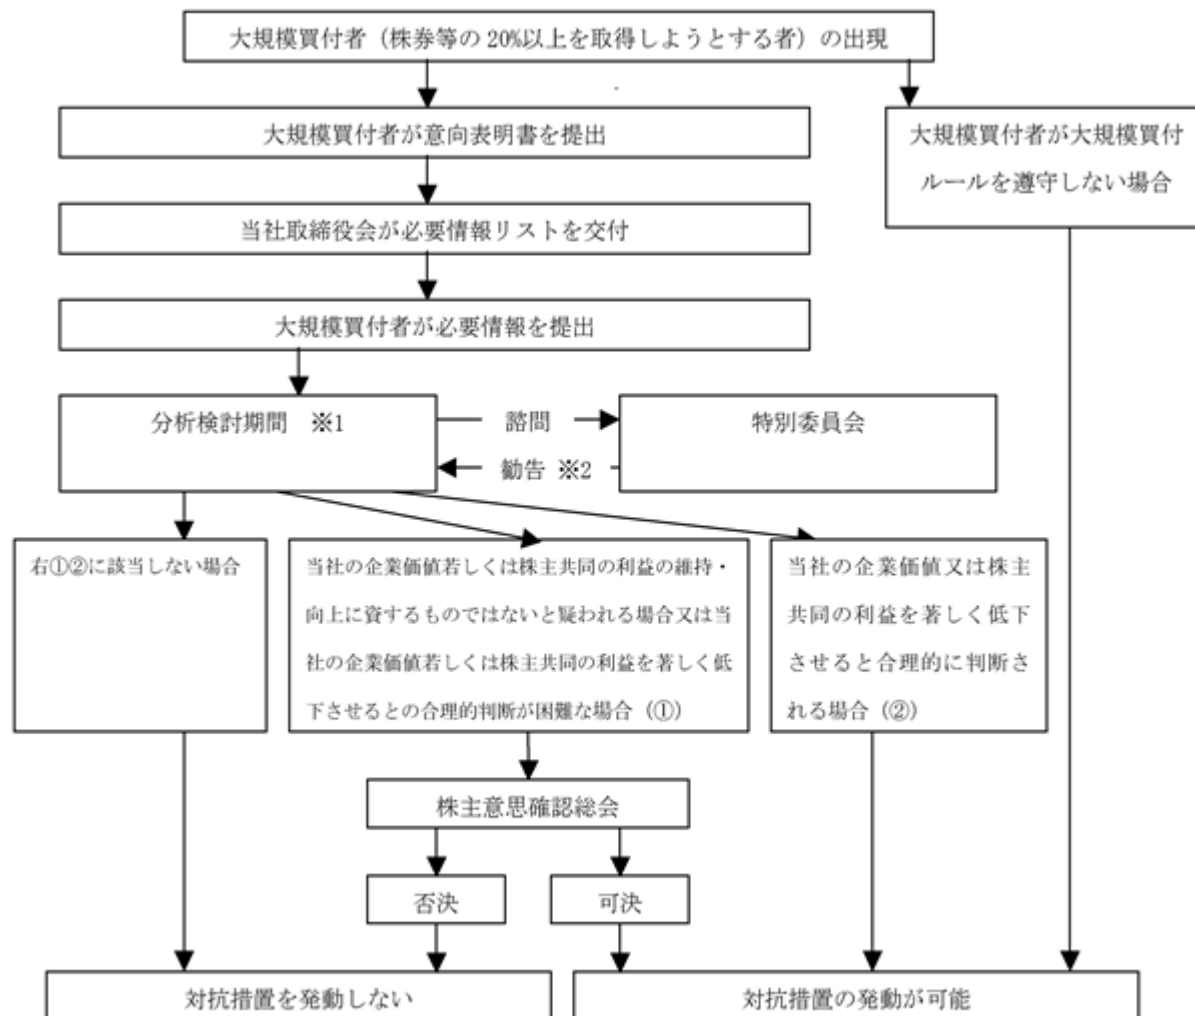 大規模買付者（株券等の 20%以上を取得しようとする者）の出現
大規模買付者が意向表明書を提出
大規模買付者が大規模買付
ルールを遵守しない場合
当社取締役会が必要情報リストを交付
大規模買付者が必要情報を提出
分析検討期間　※1
諮問
特別委員会
勧告 ※2
右①②に該当しない場合
当社の企業価値若しくは株主共同の利益の維持・
向上に資するものではないと疑われる場合又は当
社の企業価値若しくは株主共同の利益を著しく低
下させるとの合理的判断が困難な場合（①）
当社の企業価値又は株主
共同の利益を著しく低下
させると合理的に判断さ
れる場合（②）
株主意思確認総会
否決
可決
対抗措置を発動しない
対抗措置の発動が可能